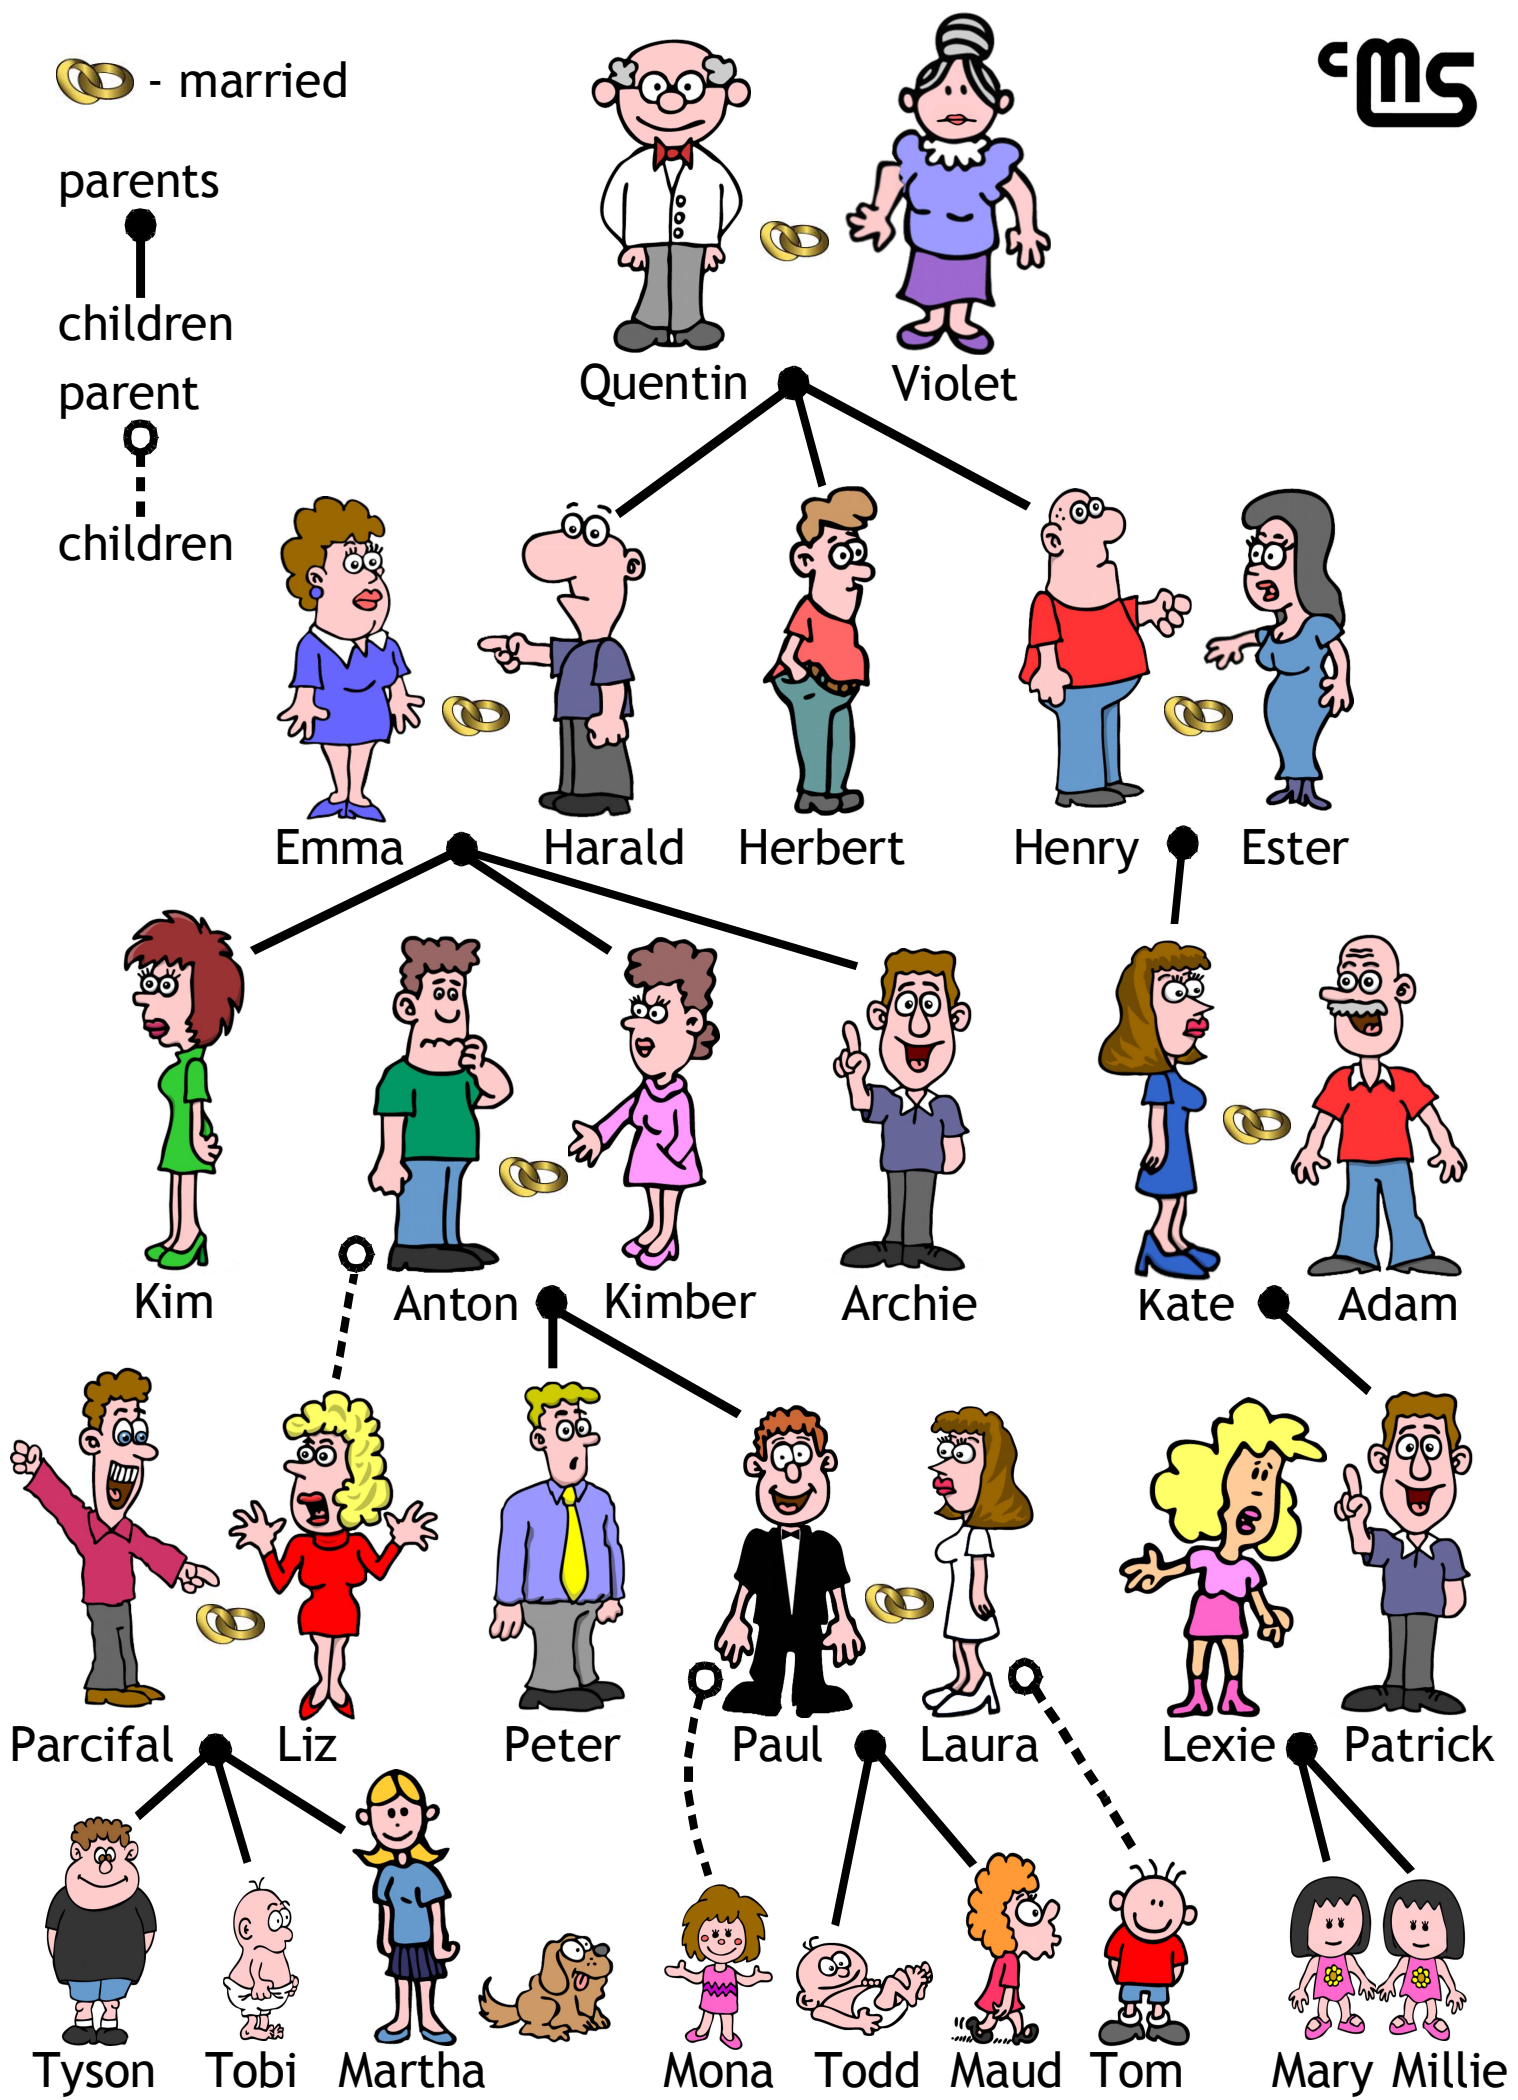 - married
cMS
parents
children
parent
children
Quentin
Violet
Emma
Harald
Herbert
Henry
Ester
Kim
Anton
Kimber
Archie
Kate
Adam
Parcifal
Liz
Peter
Paul
Laura
Lexie
Patrick
Tyson
Tobi
Martha
Mona
Todd
Maud
Tom
Mary
Millie